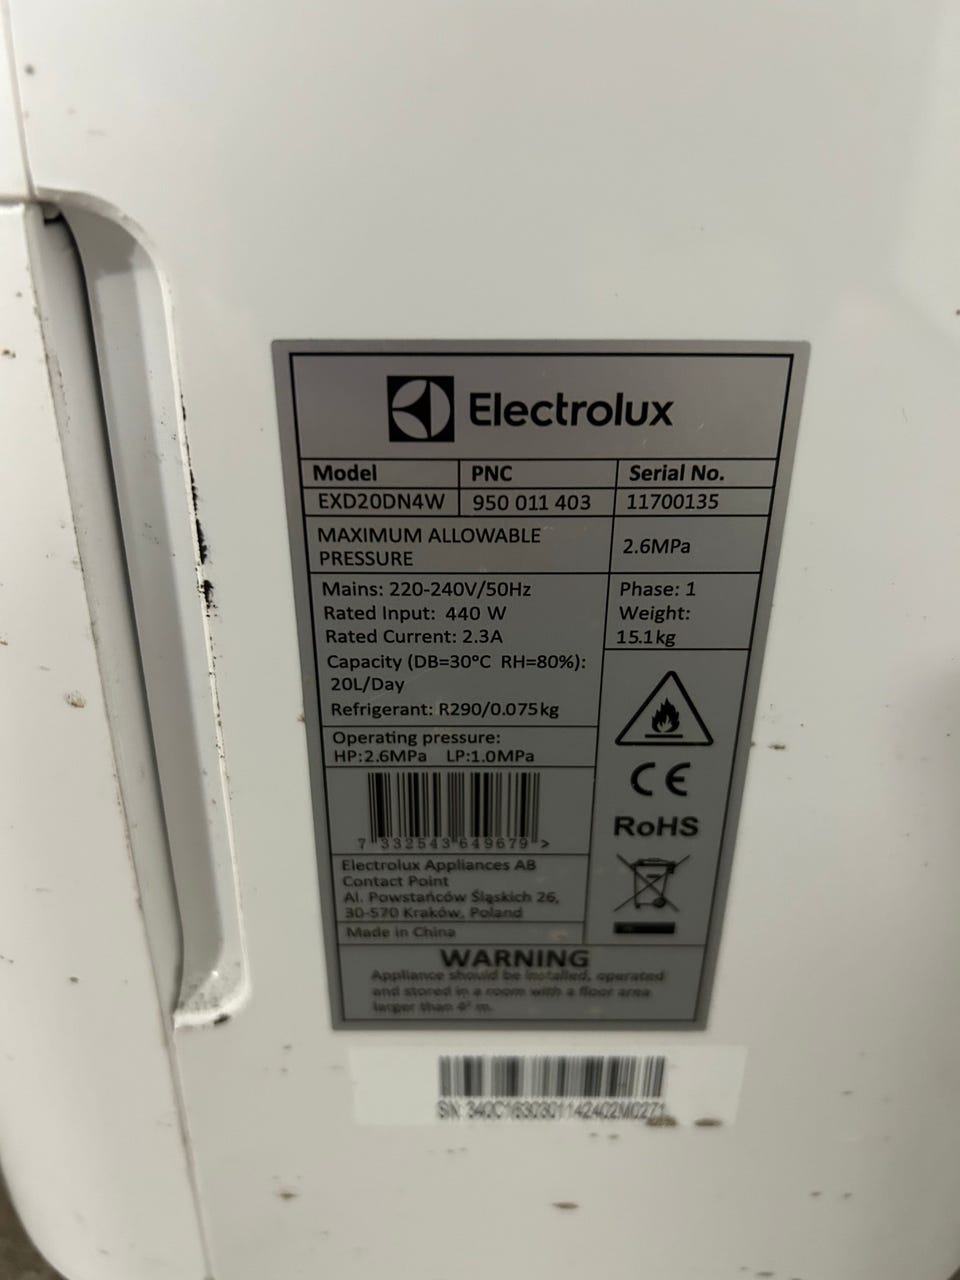 Electrolux
Model PNC Serial No.
EXD20DN4W 950 011 403 11700135
MAXIMUM ALLOWABLE
PRESSURE
2.6MPa
Mains: 220-240V/50Hz
Rated Input: 440 W
Rated Current: 2.3A
Capacity (DB=30°C RH=80%):
20L/Day
Refrigerant: R290/0.075kg
Phase: 1
Weight:
15.1kg
Operating pressure:
HP:2.6MPa LP:1.0MPa
CE
RoHS
7 332543 649679 >
Electrolux Appliances AB
Contact Point
Al. Powstańców Śląskich 26,
30-570 Kraków, Poland
Made in China
WARNING
Appliance should be installed, operated
and stored in a room with a floor area
larger than 4² m.
SN: